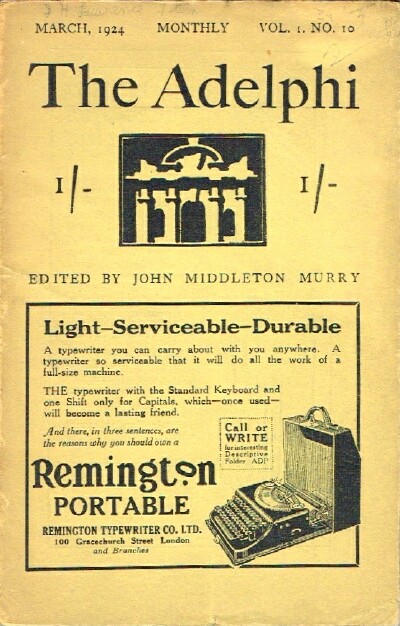 MARCH, 1924 MONTHLY VOL. I. NO. 10
The Adelphi
1/- 1/-
EDITED BY JOHN MIDDLETON MURRY
Light—Serviceable—Durable
A typewriter you can carry about with you anywhere. A
typewriter so serviceable that it will do all the work of a
full-size machine.
THE typewriter with the Standard Keyboard and
one Shift only for Capitals, which—once used—
will become a lasting friend.
And there, in three sentences, are
the reasons why you should own a
Call or
WRITE
for interesting
Descriptive
Folder ADP
Remington
PORTABLE
REMINGTON TYPEWRITER CO. LTD.
100 Gracechurch Street London
and Branches